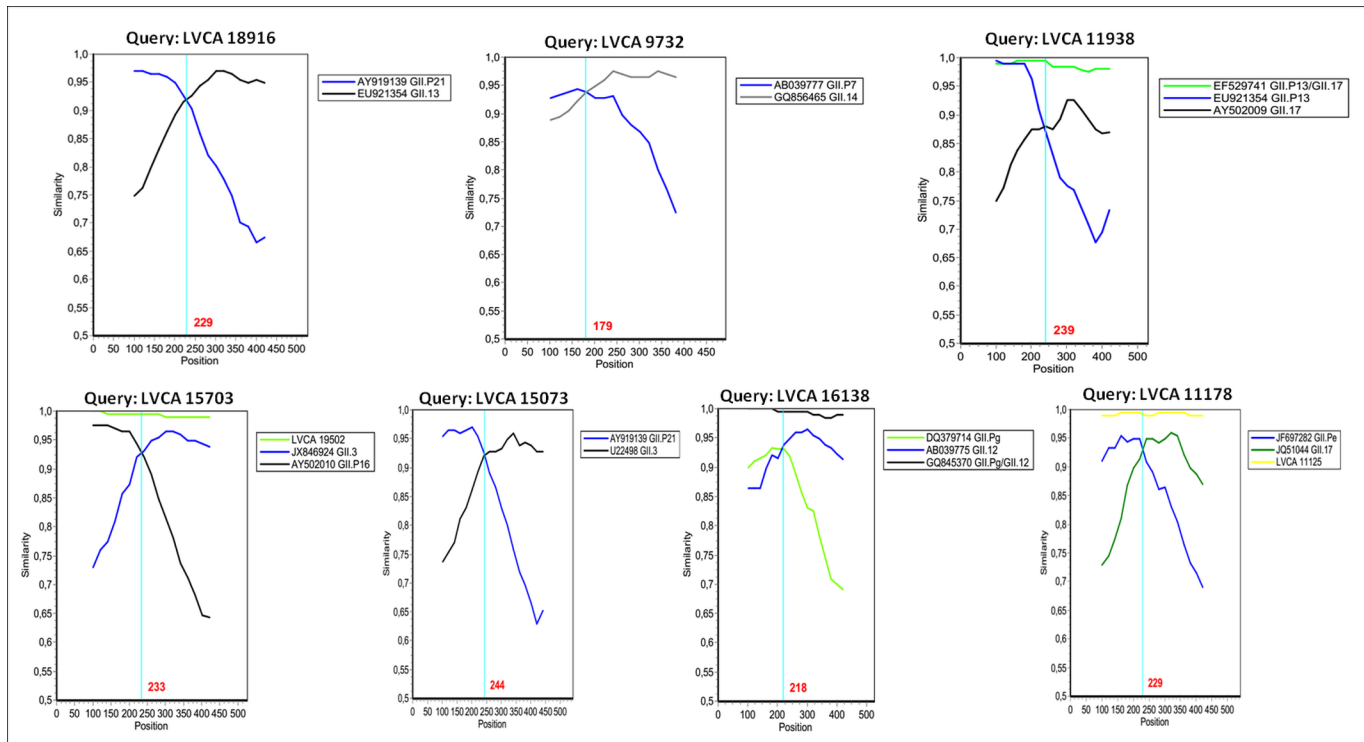 Query: LVCA 18916
1,0
0,95
0,9
0,85
0,8
0,75
0,7
0,65
0,6
0,55
0,5
Similarity
229
0 50 100 150 200 250 300 350 400 450 500
Position
AY919139 GII.P21
EU921354 GII.13
Query: LVCA 9732
1,0
0,95
0,9
0,85
0,8
0,75
0,7
0,65
0,6
0,55
0,5
Similarity
179
0 50 100 150 200 250 300 350 400 450
Position
AB039777 GII.P7
GQ856465 GII.14
Query: LVCA 11938
1,0
0,95
0,9
0,85
0,8
0,75
0,7
0,65
0,6
0,55
0,5
Similarity
239
0 100 200 300 400 500
Position
EF529741 GII.P13/GII.17
EU921354 GII.P13
AY502009 GII.17
Query: LVCA 15703
1,0
0,95
0,9
0,85
0,8
0,75
0,7
0,65
0,6
0,55
0,5
Similarity
233
0 50 100 150 200 250 300 350 400 450 500
Position
LVCA 19502
JX846924 GII.3
AY502010 GII.P16
Query: LVCA 15073
1,0
0,95
0,9
0,85
0,8
0,75
0,7
0,65
0,6
0,55
0,5
Similarity
244
0 50 100 150 200 250 300 350 400 450 500
Position
AY919139 GII.P21
U22498 GII.3
Query: LVCA 16138
1,0
0,95
0,9
0,85
0,8
0,75
0,7
0,65
0,6
0,55
0,5
Similarity
218
0 100 200 300 400 500
Position
DQ379714 GII.Pg
AB039775 GII.12
GQ845370 GII.Pg/GII.12
Query: LVCA 11178
1,0
0,95
0,9
0,85
0,8
0,75
0,7
0,65
0,6
0,55
0,5
Similarity
229
0 50 100 150 200 250 300 350 400 450 500
Position
JF697282 GII.Pe
JQ51044 GII.17
LVCA 11125